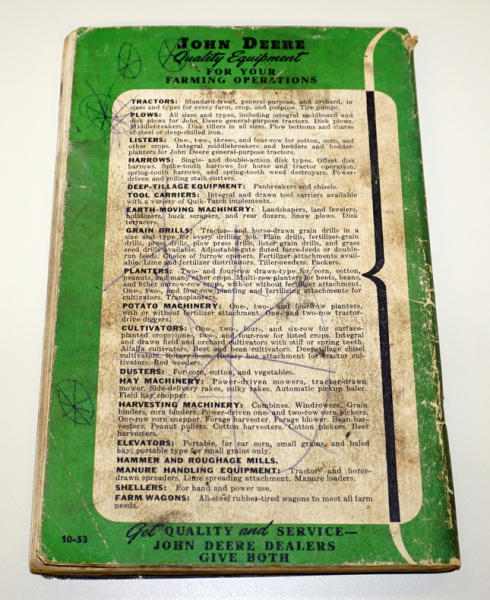 JOHN DEERE
Quality Equipment
FOR YOUR
FARMING OPERATIONS
TRACTORS: Standard-tread, general-purpose, and orchard, in
sizes and types for every farm, crop, and purpose. Tire pumps.
PLOWS: All sizes and types, including integral moldboard and
disk plows for John Deere general-purpose tractors. Disk plows.
Middlebreakers. Disk tillers in all sizes. Plow bottoms and shares
of steel or deep-chilled iron.
LISTERS: One-, two-, three-, and four-row for cotton, corn, and
other crops. Integral middlebreakers and bedders and bedder-
planters for John Deere general-purpose tractors.
HARROWS: Single- and double-action disk types. Offset disk
harrows. Spike-tooth harrows for horse and tractor operation,
spring-tooth harrows, and spring-tooth weed destroyers. Power-
driven and rolling stalk cutters.
DEEP-TILLAGE EQUIPMENT: Panbreakers and chisels.
TOOL CARRIERS: Integral and drawn tool carriers available
with a variety of Quik-Tatch implements.
EARTH-MOVING MACHINERY: Landshapers, land levelers,
bulldozers, buck scrapers, and rear dozers. Snow plows. Disk
terracers.
GRAIN DRILLS: Tractor- and horse-drawn grain drills in a
size and type for every drilling job. Plain drills, fertilizer-grain
drills, press drills, plow press drills, lister grain drills, and grass
seed drills available. Adjustable-gate fluted force-feeds or double-
run feeds. Choice of furrow openers. Fertilizer attachments avail-
able. Lime and fertilizer distributors. Tiller-seeders. Packers.
PLANTERS: Two- and four-row drawn-type for corn, cotton,
peanuts, and many other crops. Multi-row planters for beets, beans,
and other narrow-row crops, with or without fertilizer attachment.
One-, two-, and four-row planting and fertilizing attachments for
cultivators. Transplanters.
POTATO MACHINERY: One-, two-, and four-row planters,
with or without fertilizer attachment. One- and two-row tractor-
drive diggers.
CULTIVATORS: One-, two-, four-, and six-row for surface-
planted crops; one-, two-, and four-row for listed crops. Integral
and drawn field and orchard cultivators with stiff or spring teeth.
Alfalfa cultivators. Beet and bean cultivators. Deep-tillage chisel
cultivators. Rotary hoes. Rotary hoe attachment for tractor cul-
tivators. Rod weeders.
DUSTERS: For corn, cotton, and vegetables.
HAY MACHINERY: Power-driven mowers, tractor-drawn
mower. Side-delivery rakes, sulky rakes. Automatic pickup baler.
Field hay chopper.
HARVESTING MACHINERY: Combines. Windrowers. Grain
binders, corn binders. Power-driven one- and two-row corn pickers.
One-row corn snapper. Forage harvester. Forage blower. Bean har-
vesters. Peanut pullers. Cotton harvesters. Cotton pickers. Beet
harvesters.
ELEVATORS: Portable, for ear corn, small grains, and baled
hay; portable type for small grains only.
HAMMER AND ROUGHAGE MILLS.
MANURE HANDLING EQUIPMENT: Tractor- and horse-
drawn spreaders. Lime spreading attachment. Manure loaders.
SHELLERS: For hand and power use.
FARM WAGONS: All-steel rubber-tired wagons to meet all farm
needs.
Get QUALITY and SERVICE—
10-53 JOHN DEERE DEALERS
GIVE BOTH